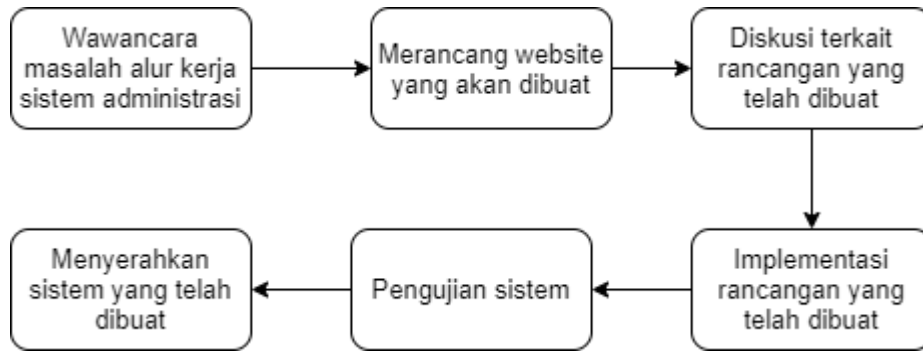 Wawancara
masalah alur kerja
sistem administrasi
Merancang website
yang akan dibuat
Diskusi terkait
rancangan yang
telah dibuat
Implementasi
rancangan yang
telah dibuat
Pengujian sistem
Menyerahkan
sistem yang telah
dibuat